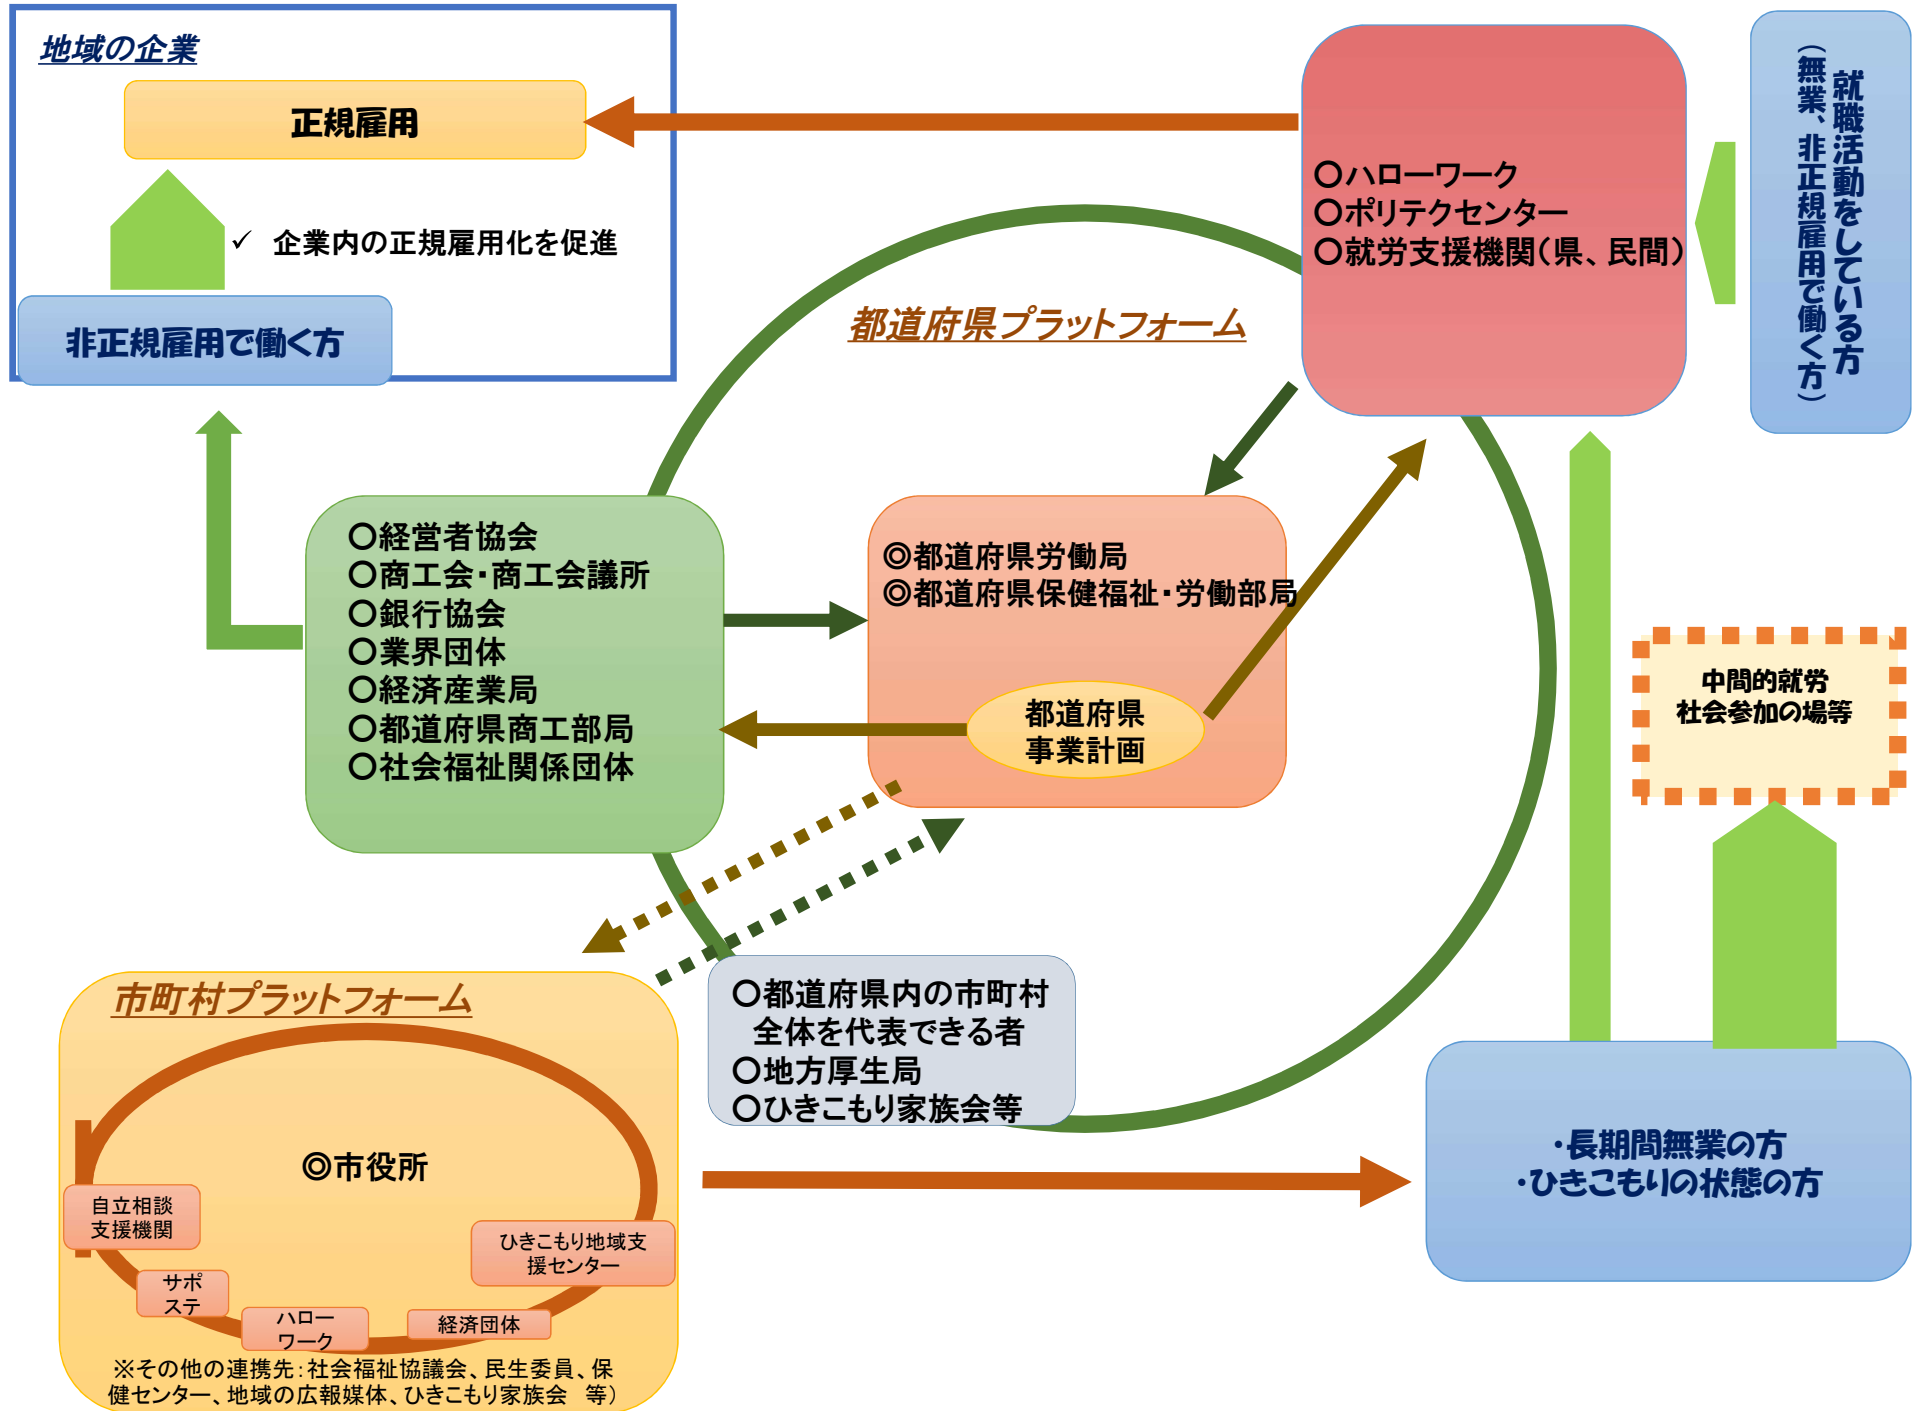 地域の企業
正規雇用
✓ 企業内の正規雇用化を促進
非正規雇用で働く方
都道府県プラットフォーム
○ハローワーク
○ポリテクセンター
○就労支援機関(県、民間)
就職活動をしている方
(無業、非正規雇用で働く方)
○経営者協会
○商工会・商工会議所
○銀行協会
○業界団体
○経済産業局
○都道府県商工部局
○社会福祉関係団体
◎都道府県労働局
◎都道府県保健福祉・労働部局
都道府県
事業計画
中間的就労
社会参加の場等
市町村プラットフォーム
◎市役所
自立相談
支援機関
サポ
ステ
ハロー
ワーク
経済団体
ひきこもり地域支
援センター
※その他の連携先:社会福祉協議会、民生委員、保
健センター、地域の広報媒体、ひきこもり家族会 等)
○都道府県内の市町村
全体を代表できる者
○地方厚生局
○ひきこもり家族会等
・長期間無業の方
・ひきこもりの状態の方